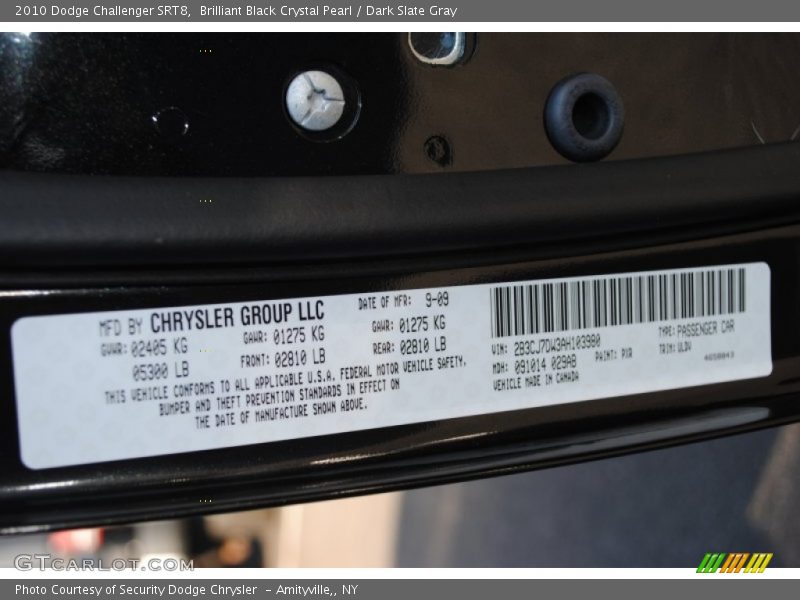 2010 Dodge Challenger SRT8, Brilliant Black Crystal Pearl / Dark Slate Gray
MFD BY CHRYSLER GROUP LLC
DATE OF MFR: 9-09
GVWR: 02405 KG
GAWR: 01275 KG
GAWR: 01275 KG
05300 LB
FRONT: 02810 LB
REAR: 02810 LB
THIS VEHICLE CONFORMS TO ALL APPLICABLE U.S.A. FEDERAL MOTOR VEHICLE SAFETY,
BUMPER AND THEFT PREVENTION STANDARDS IN EFFECT ON
THE DATE OF MANUFACTURE SHOWN ABOVE.
VIN: 2B3CJ7DW3AH103980
TYPE: PASSENGER CAR
MDH: 091014 029AB
PAINT: PXR
TRIM: ULDV
VEHICLE MADE IN CANADA
GTCARLOT.COM
Photo Courtesy of Security Dodge Chrysler - Amityville,, NY